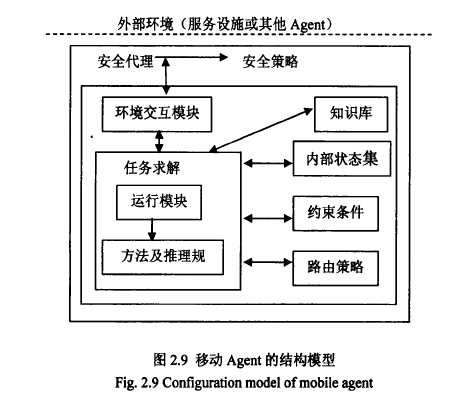 外部环境（服务设施或其他 Agent）
安全代理 安全策略
环境交互模块 知识库
任务求解 内部状态集
运行模块 约束条件
方法及推理规 路由策略
图 2.9 移动 Agent 的结构模型
Fig. 2.9 Configuration model of mobile agent